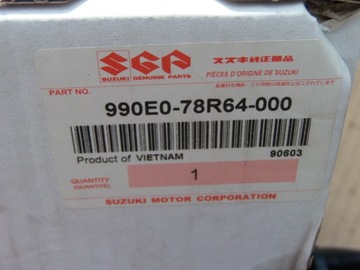 SGP スズキ純正部品
SUZUKI GENUINE PARTS PIÈCES D'ORIGINE DE SUZUKI
PART NO.
990E0-78R64-000
Product of VIETNAM 90603
QUANTITY 1
(QUANTITÉ)
SUZUKI MOTOR CORPORATION